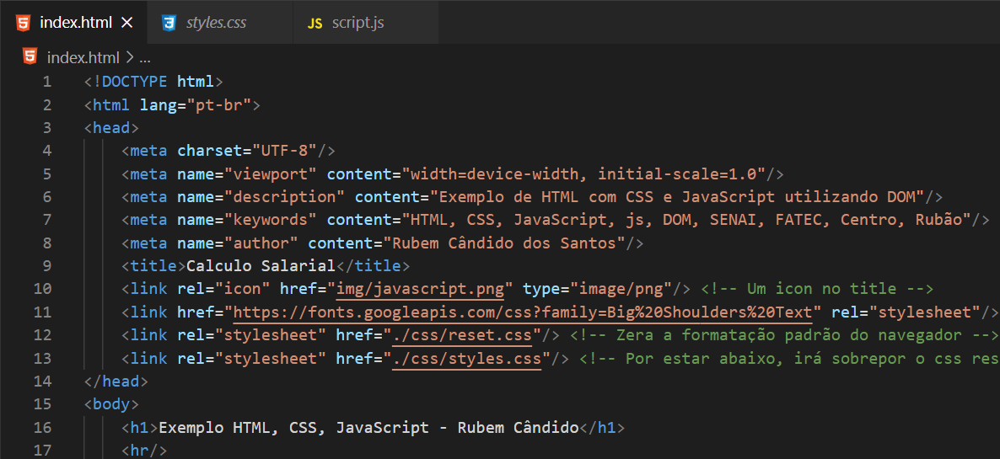 index.html × styles.css JS script.js
index.html > ...
1 <!DOCTYPE html>
2 <html lang="pt-br">
3 <head>
4 <meta charset="UTF-8"/>
5 <meta name="viewport" content="width=device-width, initial-scale=1.0"/>
6 <meta name="description" content="Exemplo de HTML com CSS e JavaScript utilizando DOM"/>
7 <meta name="keywords" content="HTML, CSS, JavaScript, js, DOM, SENAI, FATEC, Centro, Rubão"/>
8 <meta name="author" content="Rubem Cândido dos Santos"/>
9 <title>Calculo Salarial</title>
10 <link rel="icon" href="img/javascript.png" type="image/png"/> <!-- Um icon no title -->
11 <link href="https://fonts.googleapis.com/css?family=Big%20Shoulders%20Text" rel="stylesheet"/>
12 <link rel="stylesheet" href="./css/reset.css"/> <!-- Zera a formatação padrão do navegador -->
13 <link rel="stylesheet" href="./css/styles.css"/> <!-- Por estar abaixo, irá sobrepor o css res
14 </head>
15 <body>
16 <h1>Exemplo HTML, CSS, JavaScript - Rubem Cândido</h1>
17 <hr/>